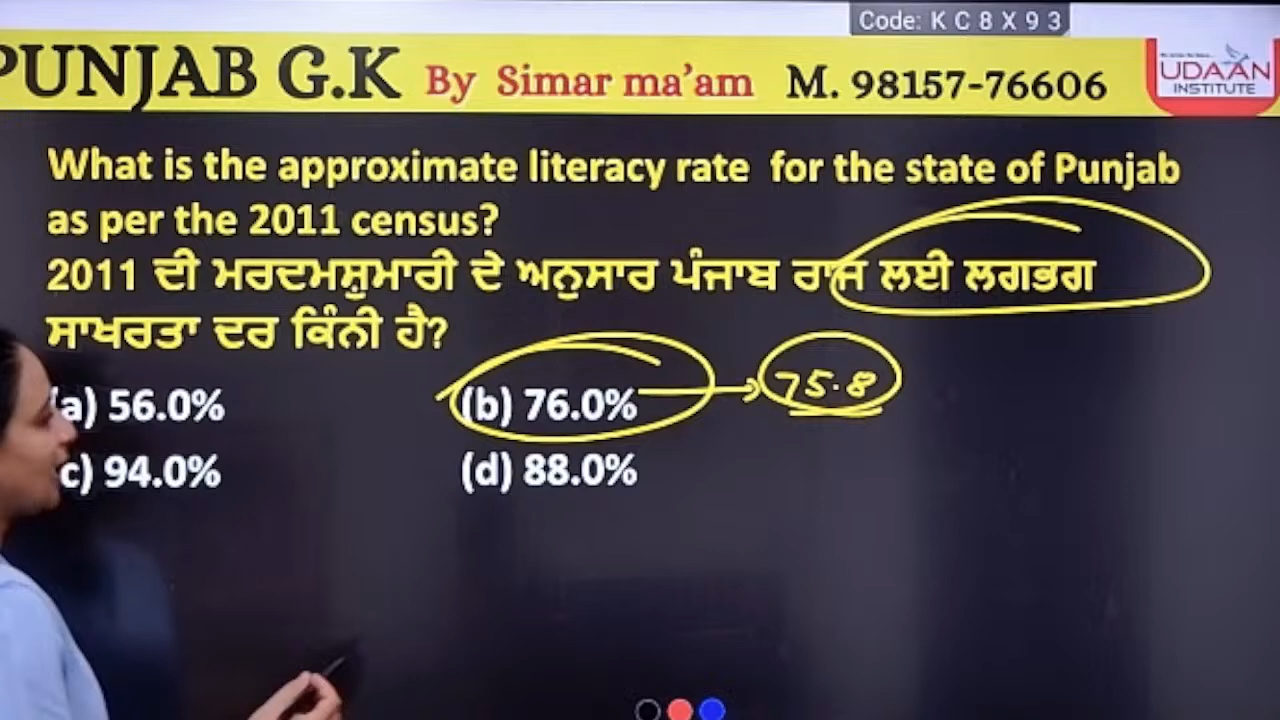 Code: K C 8 X 9 3
PUNJAB G.K By Simar ma'am M. 98157-76606
UDAAN
INSTITUTE
What is the approximate literacy rate for the state of Punjab
as per the 2011 census?
2011 ਦੀ ਮਰਦਮਸ਼ੁਮਾਰੀ ਦੇ ਅਨੁਸਾਰ ਪੰਜਾਬ ਰਾਜ ਲਈ ਲਗਭਗ
ਸਾਖਰਤਾ ਦਰ ਕਿੰਨੀ ਹੈ?
(a) 56.0% (b) 76.0% 75.8
c) 94.0% (d) 88.0%